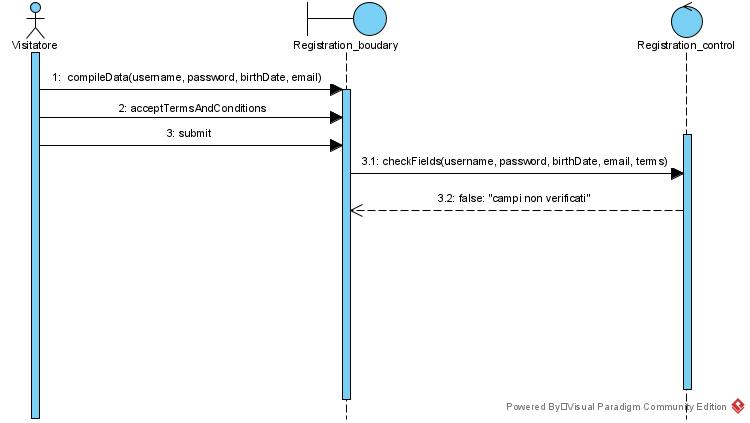 Visitatore
Registration_boudary
Registration_control
1: compileData(username, password, birthDate, email)
2: acceptTermsAndConditions
3: submit
3.1: checkFields(username, password, birthDate, email, terms)
3.2: false: "campi non verificati"
Powered By Visual Paradigm Community Edition